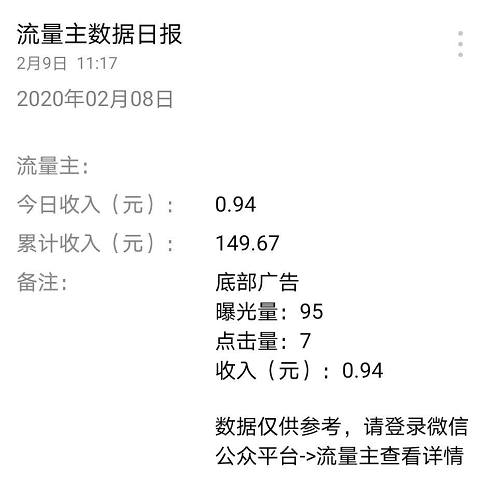 流量主数据日报
2月9日 11:17
2020年02月08日
流量主：
今日收入（元）： 0.94
累计收入（元）： 149.67
备注： 底部广告
曝光量：95
点击量：7
收入（元）：0.94
数据仅供参考，请登录微信
公众平台->流量主查看详情